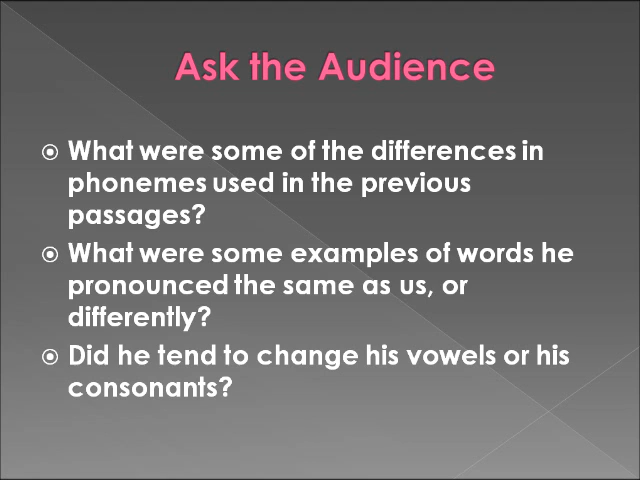 Ask the Audience
What were some of the differences in
phonemes used in the previous
passages?
What were some examples of words he
pronounced the same as us, or
differently?
Did he tend to change his vowels or his
consonants?